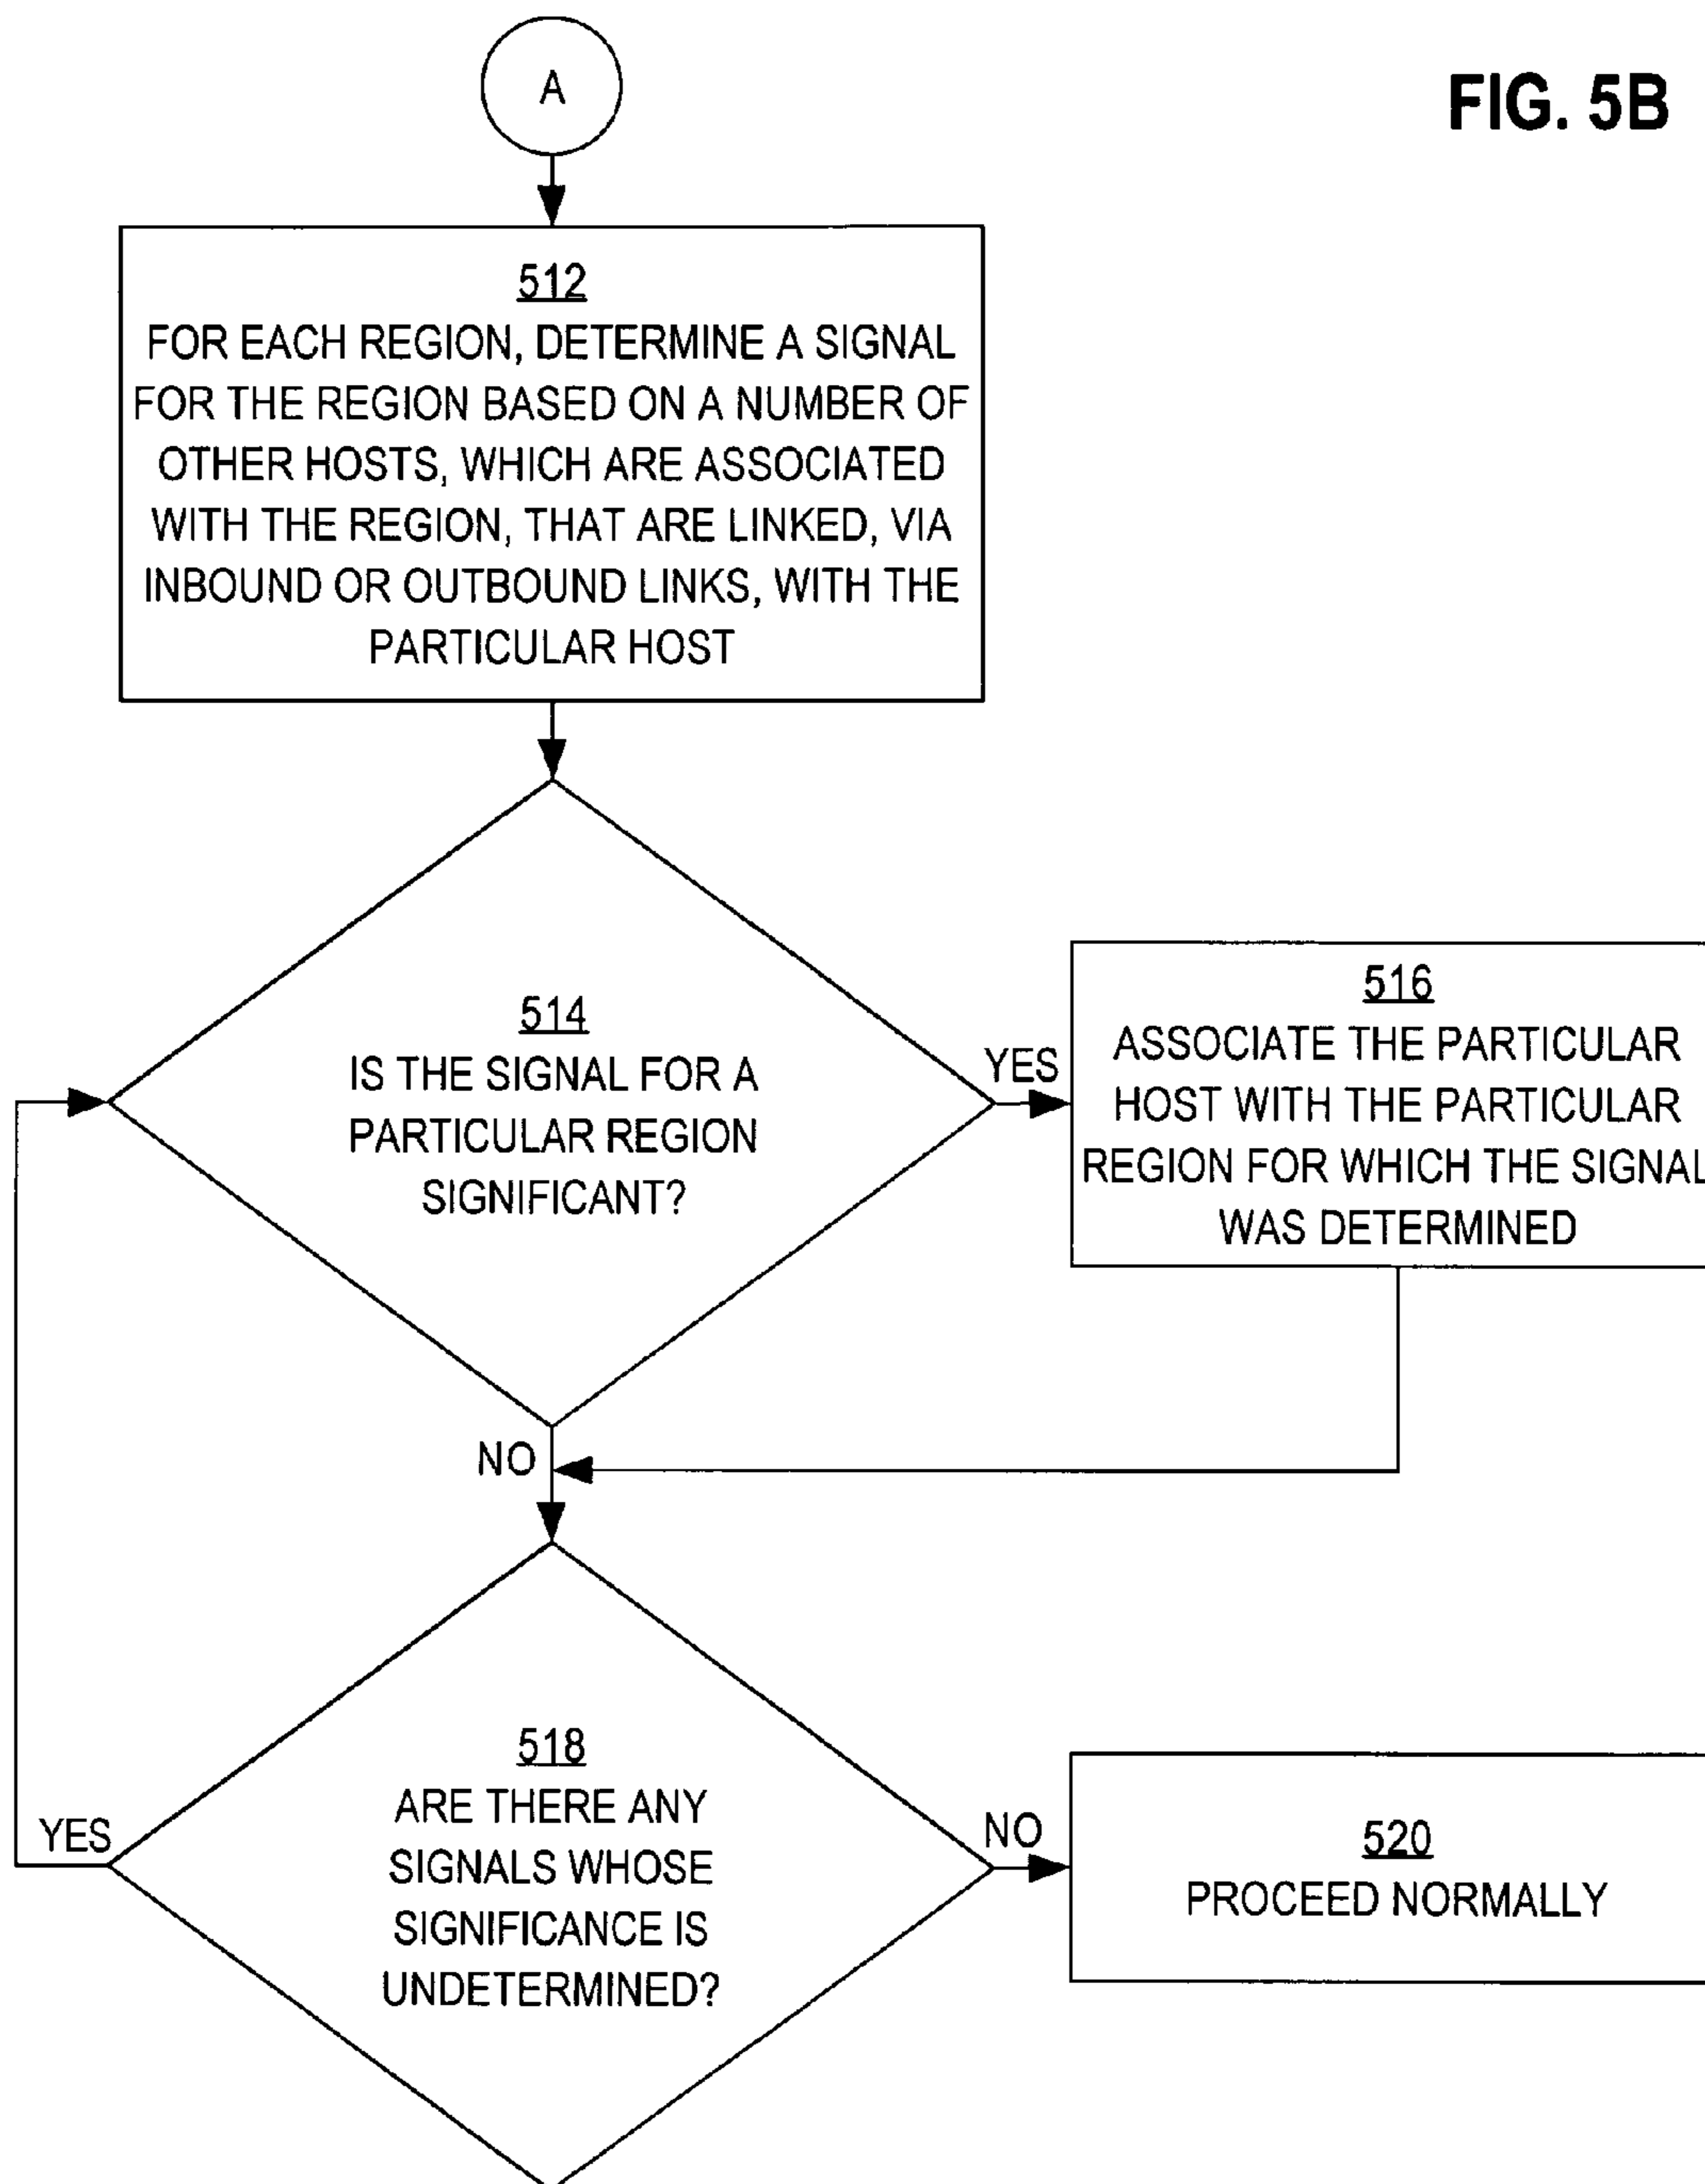 A
FIG. 5B
512
FOR EACH REGION, DETERMINE A SIGNAL
FOR THE REGION BASED ON A NUMBER OF
OTHER HOSTS, WHICH ARE ASSOCIATED
WITH THE REGION, THAT ARE LINKED, VIA
INBOUND OR OUTBOUND LINKS, WITH THE
PARTICULAR HOST
514
IS THE SIGNAL FOR A
PARTICULAR REGION
SIGNIFICANT?
YES
516
ASSOCIATE THE PARTICULAR
HOST WITH THE PARTICULAR
REGION FOR WHICH THE SIGNAL
WAS DETERMINED
NO
518
ARE THERE ANY
SIGNALS WHOSE
SIGNIFICANCE IS
UNDETERMINED?
YES
NO
520
PROCEED NORMALLY